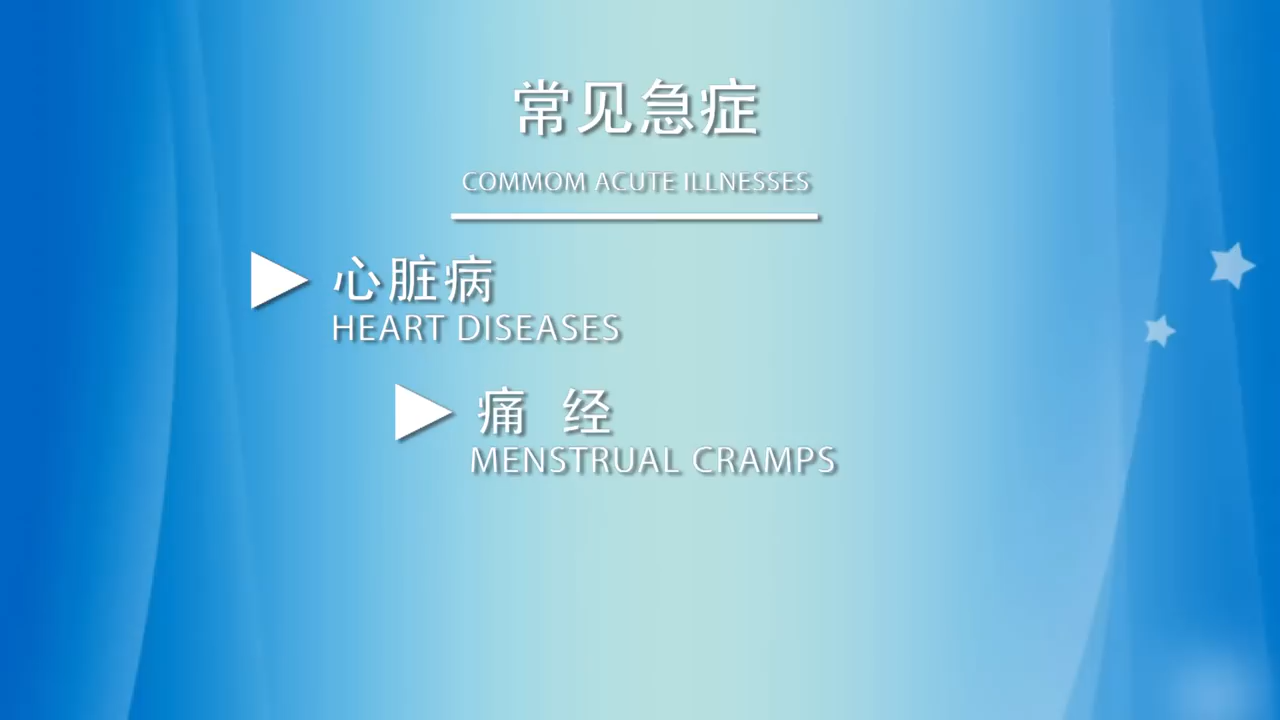 常见急症
COMMOM ACUTE ILLNESSES
心脏病
HEART DISEASES
痛 经
MENSTRUAL CRAMPS